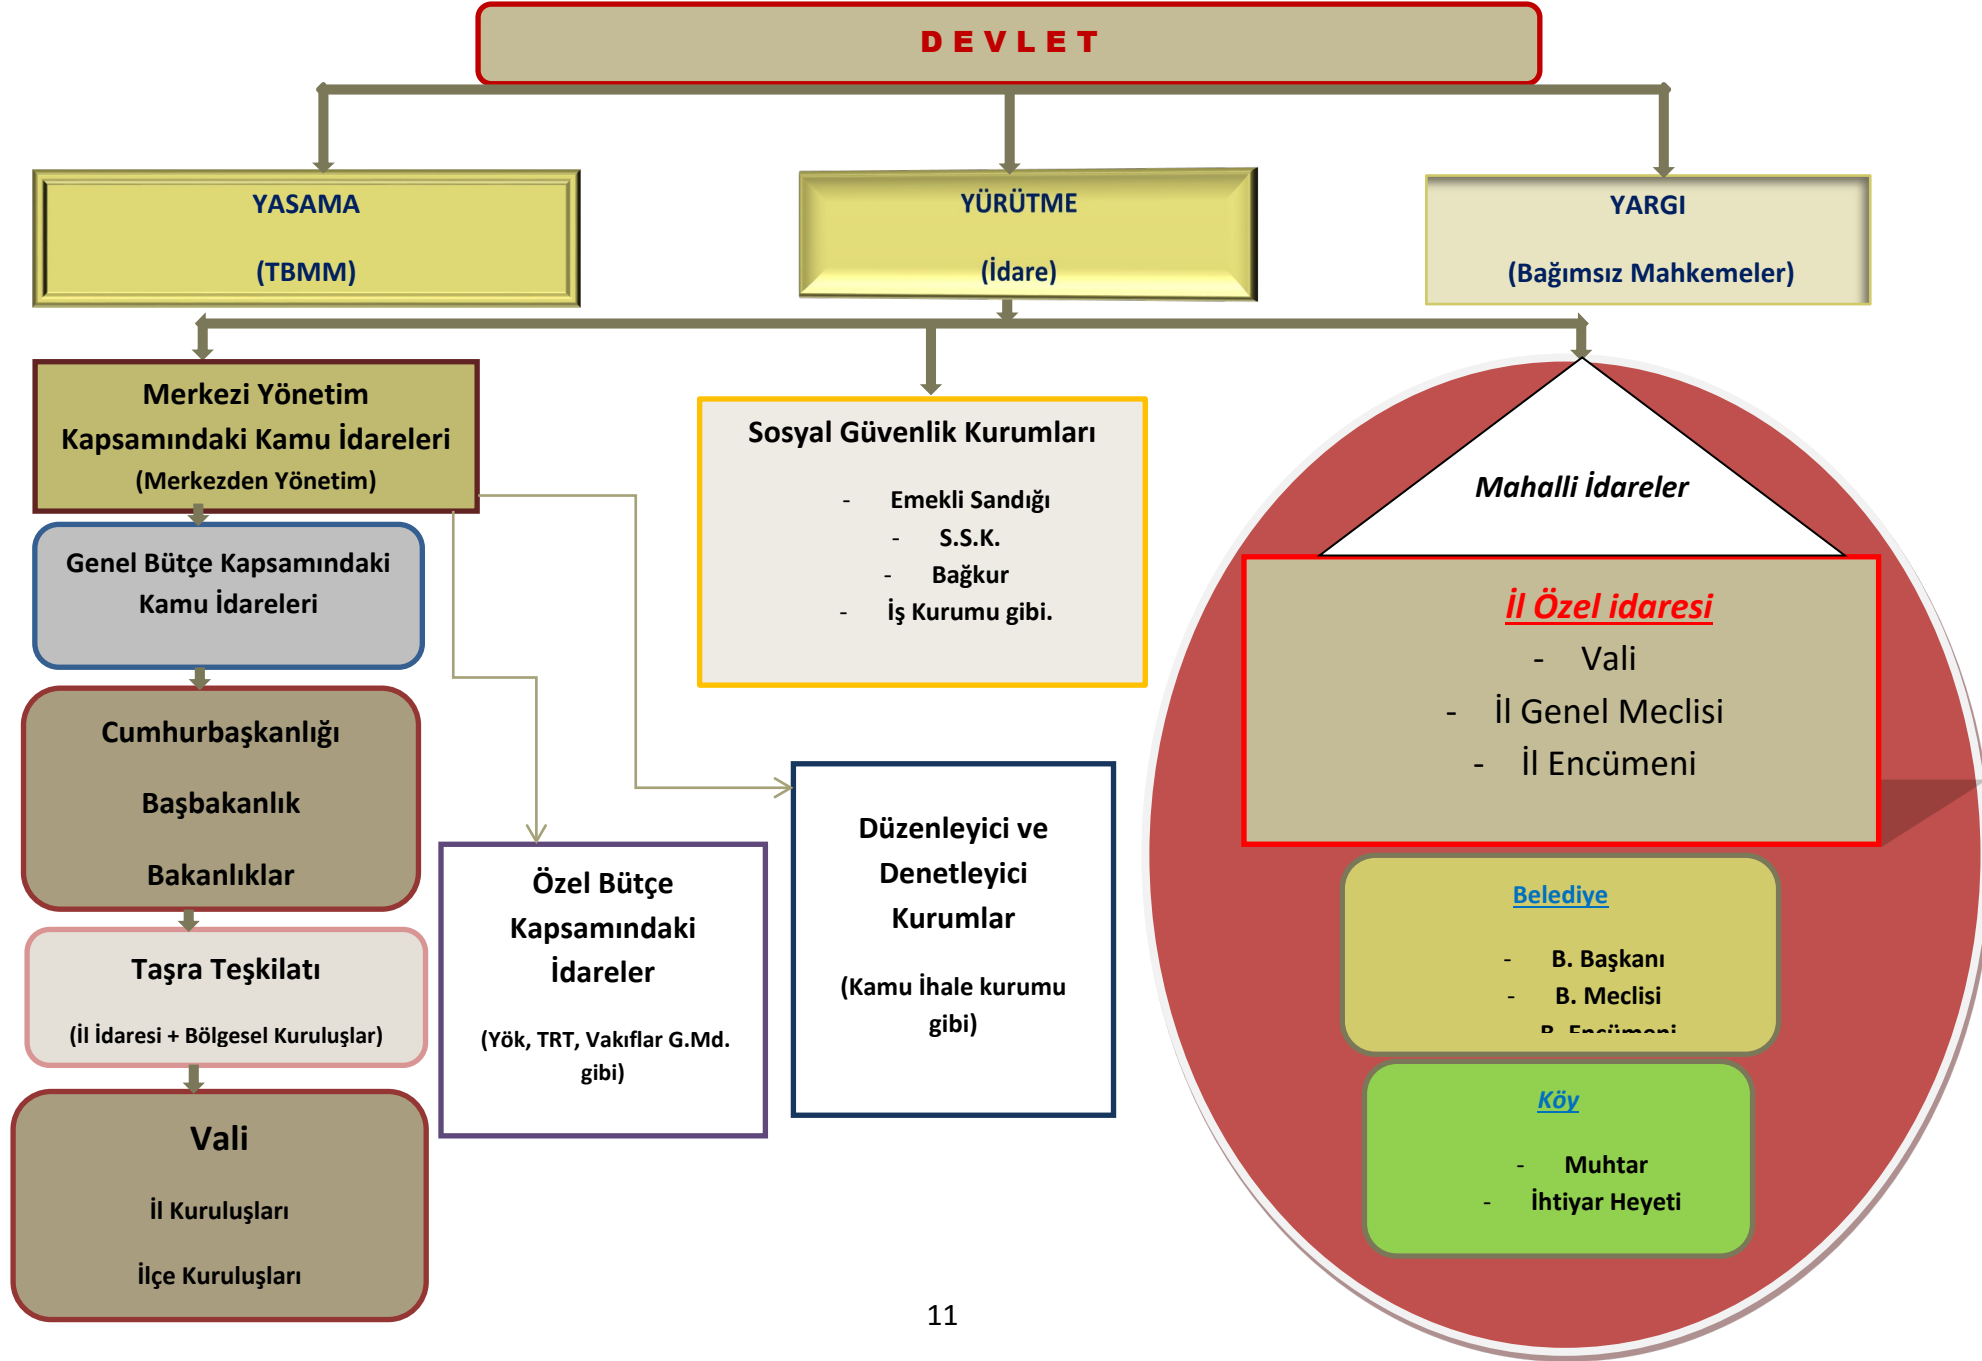 DEVLET
YASAMA
(TBMM)
YÜRÜTME
(İdare)
YARGI
(Bağımsız Mahkemeler)
Merkezi Yönetim
Kapsamındaki Kamu İdareleri
(Merkezden Yönetim)
Genel Bütçe Kapsamındaki
Kamu İdareleri
Cumhurbaşkanlığı
Başbakanlık
Bakanlıklar
Taşra Teşkilatı
(İl İdaresi + Bölgesel Kuruluşlar)
Vali
İl Kuruluşları
İlçe Kuruluşları
Özel Bütçe
Kapsamındaki
İdareler
(Yök, TRT, Vakıflar G.Md.
gibi)
Sosyal Güvenlik Kurumları
- Emekli Sandığı
- S.S.K.
- Bağkur
- İş Kurumu gibi.
Düzenleyici ve
Denetleyici
Kurumlar
(Kamu İhale kurumu
gibi)
Mahalli İdareler
İl Özel idaresi
- Vali
- İl Genel Meclisi
- İl Encümeni
Belediye
- B. Başkanı
- B. Meclisi
B. Encümeni
Köy
- Muhtar
- İhtiyar Heyeti
11